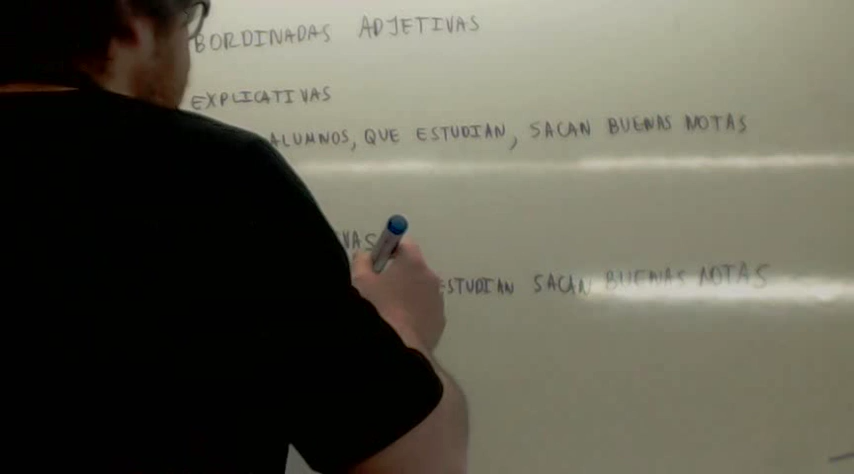 BORDINADAS ADJETIVAS
EXPLICATIVAS
ALUMNOS, QUE ESTUDIAN, SACAN BUENAS NOTAS
VAS
ESTUDIAN SACAN BUENAS NOTAS